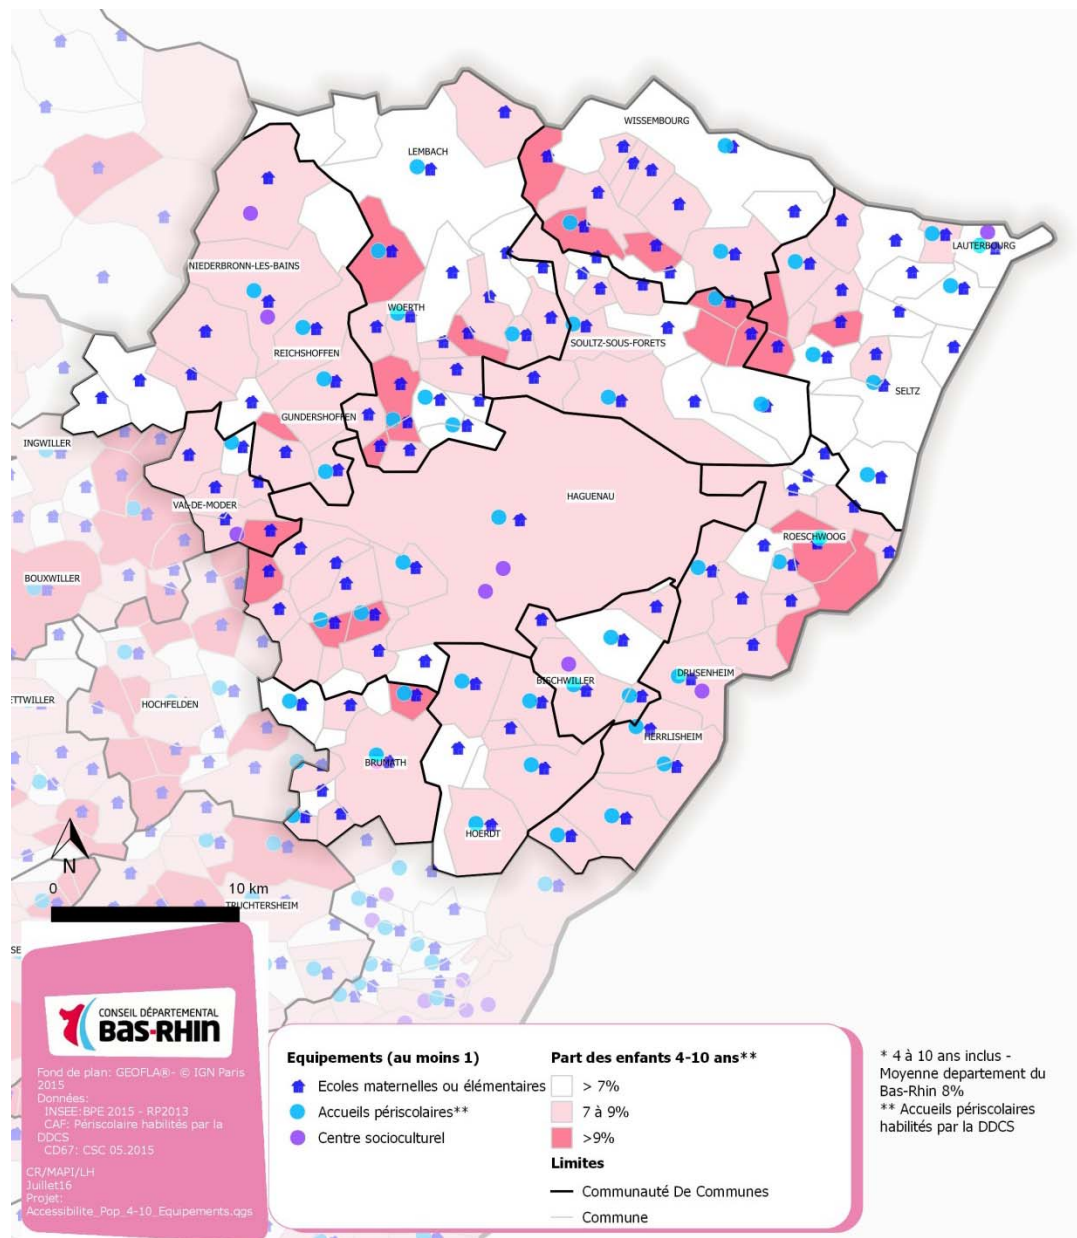 WISSEMBOURG
LEMBACH
LAUTERBOURG
NIEDERBRONN-LES-BAINS
WOERTH
SOULTZ-SOUS-FORETS
REICHSHOFFEN
SELTZ
GUNDERSHOFFEN
INGWILLER
HAGUENAU
VAL-DE-MODER
ROESCHWOOG
BOUXWILLER
DRUSENHEIM
BISCHWILLER
ETTWILLER
HOCHFELDEN
HERRLISHEIM
BRUMATH
HOERDT
N
0 10 km
TRUCHTERSHEIM
SE
CONSEIL DÉPARTEMENTAL
BAS-RHIN
Fond de plan: GEOFLA®- © IGN Paris
2015
Données:
INSEE:BPE 2015 - RP2013
CAF: Périscolaire habilités par la
DDCS
CD67: CSC 05.2015
CR/MAPI/LH
Juillet16
Projet:
Accessibilite_Pop_4-10_Equipements.qgs
Equipements (au moins 1)
Ecoles maternelles ou élémentaires
Accueils périscolaires**
Centre socioculturel
Part des enfants 4-10 ans**
> 7%
7 à 9%
>9%
Limites
Communauté De Communes
Commune
* 4 à 10 ans inclus -
Moyenne departement du
Bas-Rhin 8%
** Accueils périscolaires
habilités par la DDCS